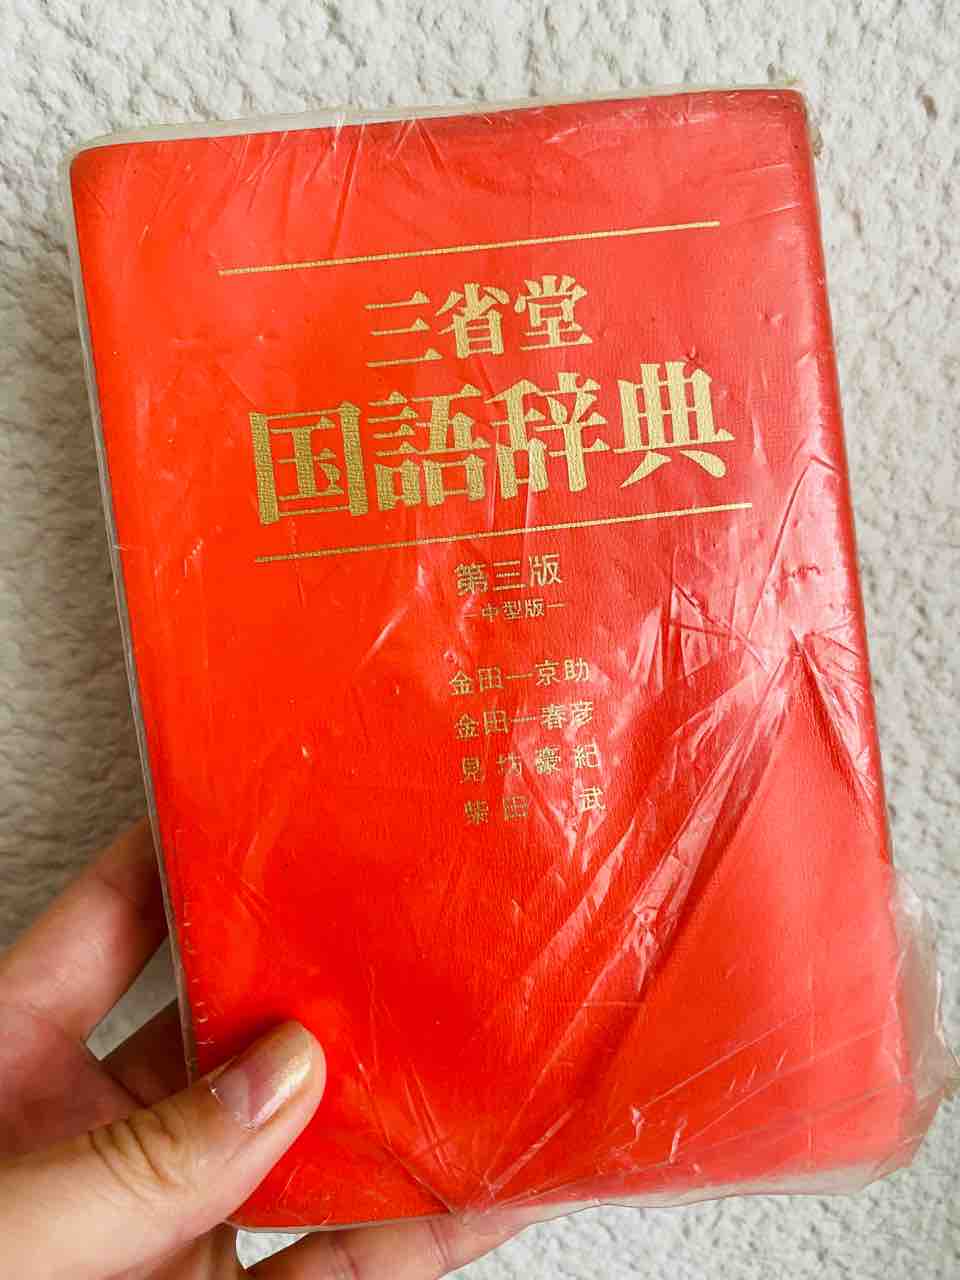 三省堂
国語辞典
第三版
—中型版—
金田一京助
金田一春彦
見坊豪紀
柴田 武